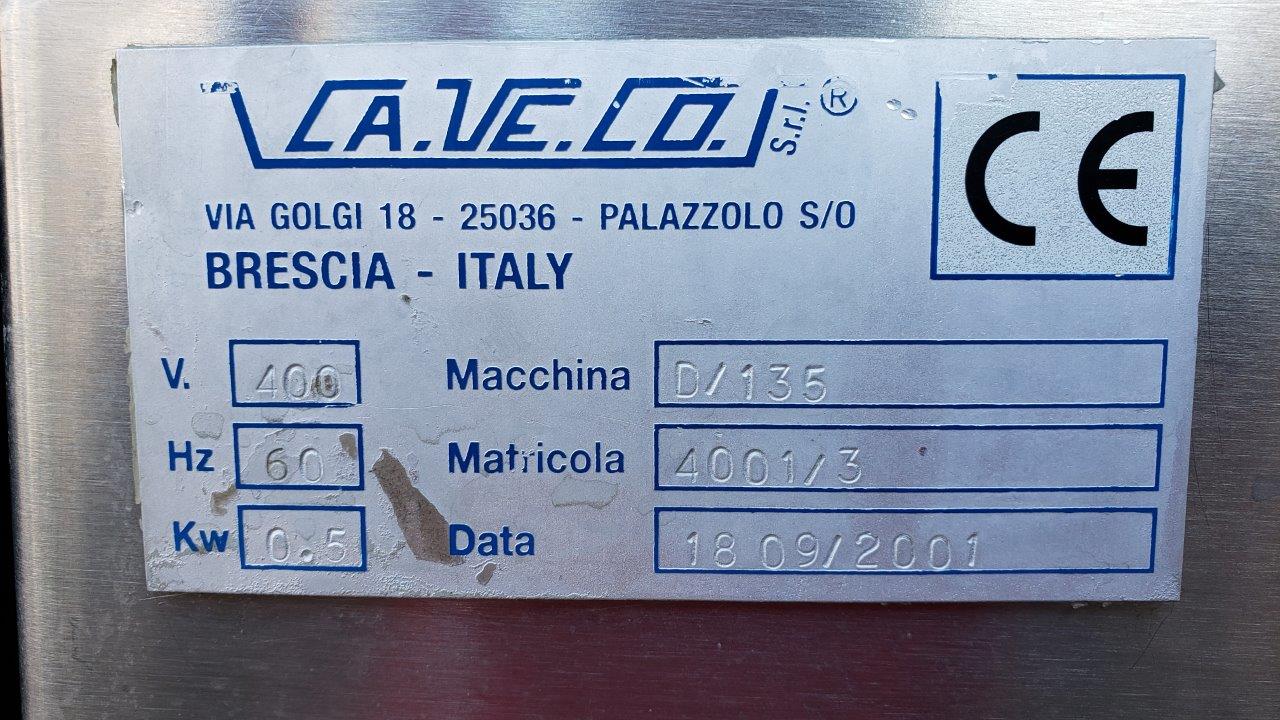 CA.VE.CO. S.r.l. ®
CE
VIA GOLGI 18 - 25036 - PALAZZOLO S/O
BRESCIA - ITALY
V. 400 Macchina D/135
Hz 60 Matricola 4001/3
Kw 0.5 Data 18 09/2001